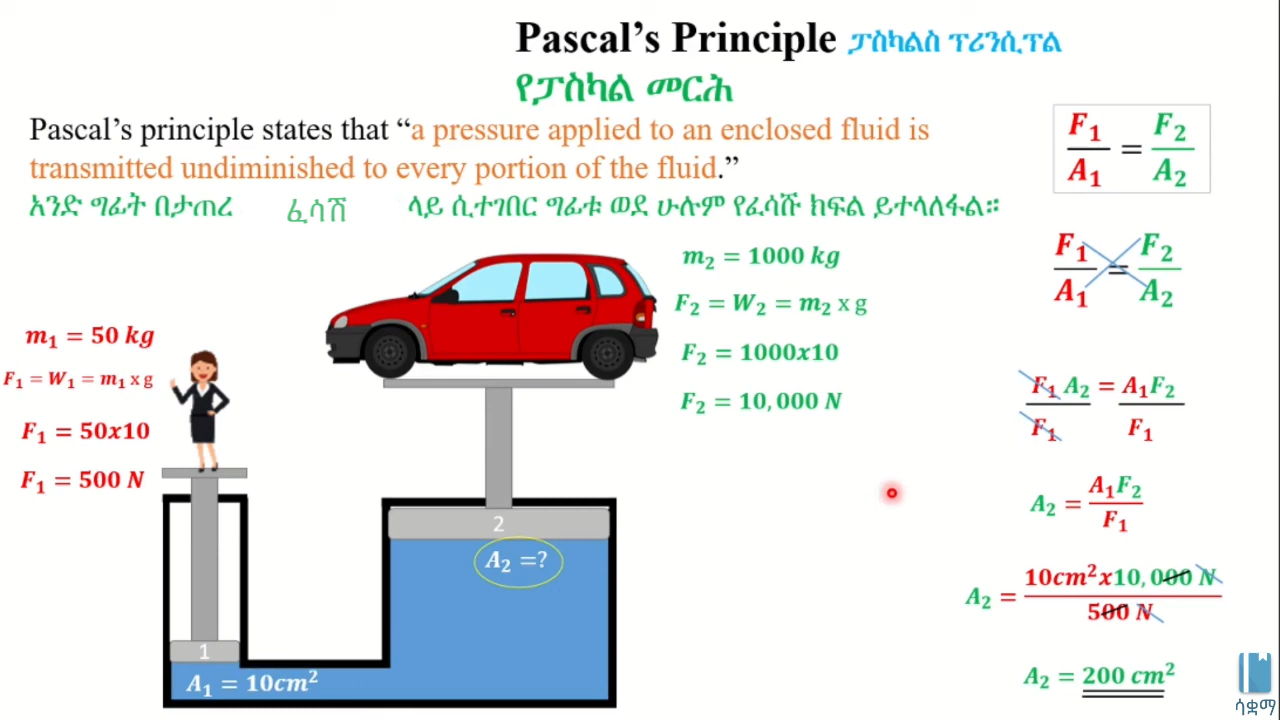 Pascal’s Principle ፓስካልስ ፕሪንሲፕል
የፓስካል መርሕ
Pascal’s principle states that “a pressure applied to an enclosed fluid is
transmitted undiminished to every portion of the fluid.”
አንድ ግፊት በታጠረ ፈሳሽ ላይ ሲተገበር ግፊቱ ወደ ሁሉም የፈሳሹ ክፍል ይተላለፋል።
m₁ = 50 kg
F₁ = W₁ = m₁ x g
F₁ = 50x10
F₁ = 500 N
1
A₁ = 10cm²
2
A₂ =?
m₂ = 1000 kg
F₂ = W₂ = m₂ x g
F₂ = 1000x10
F₂ = 10,000 N
F₁/A₁ = F₂/A₂
F₁/A₁ = F₂/A₂
F₁ A₂/F₁ = A₁F₂/F₁
A₂ = A₁F₂/F₁
A₂ = 10cm²x10,000 N/500 N
A₂ = 200 cm²
ሳቋማ